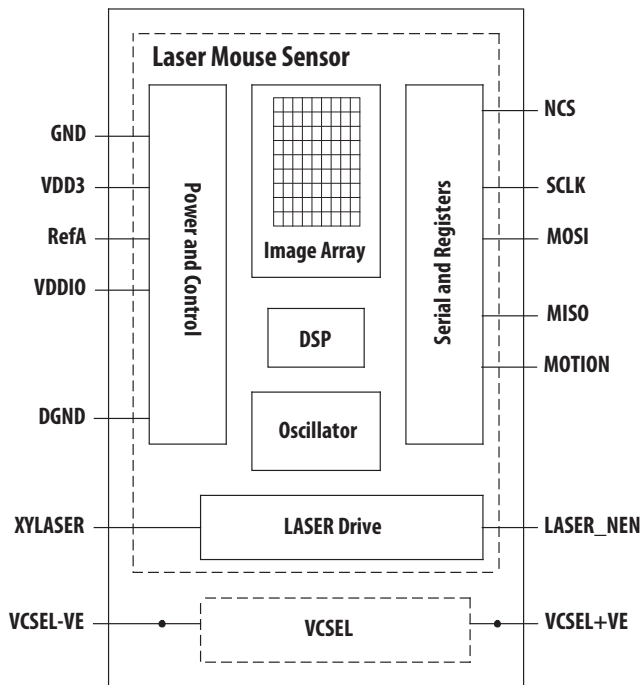 Laser Mouse Sensor
GND
VDD3
RefA
VDDIO
DGND
XYLASER
VCSEL-VE
Power and Control
Image Array
DSP
Oscillator
LASER Drive
VCSEL
Serial and Registers
NCS
SCLK
MOSI
MISO
MOTION
LASER_NEN
VCSEL+VE